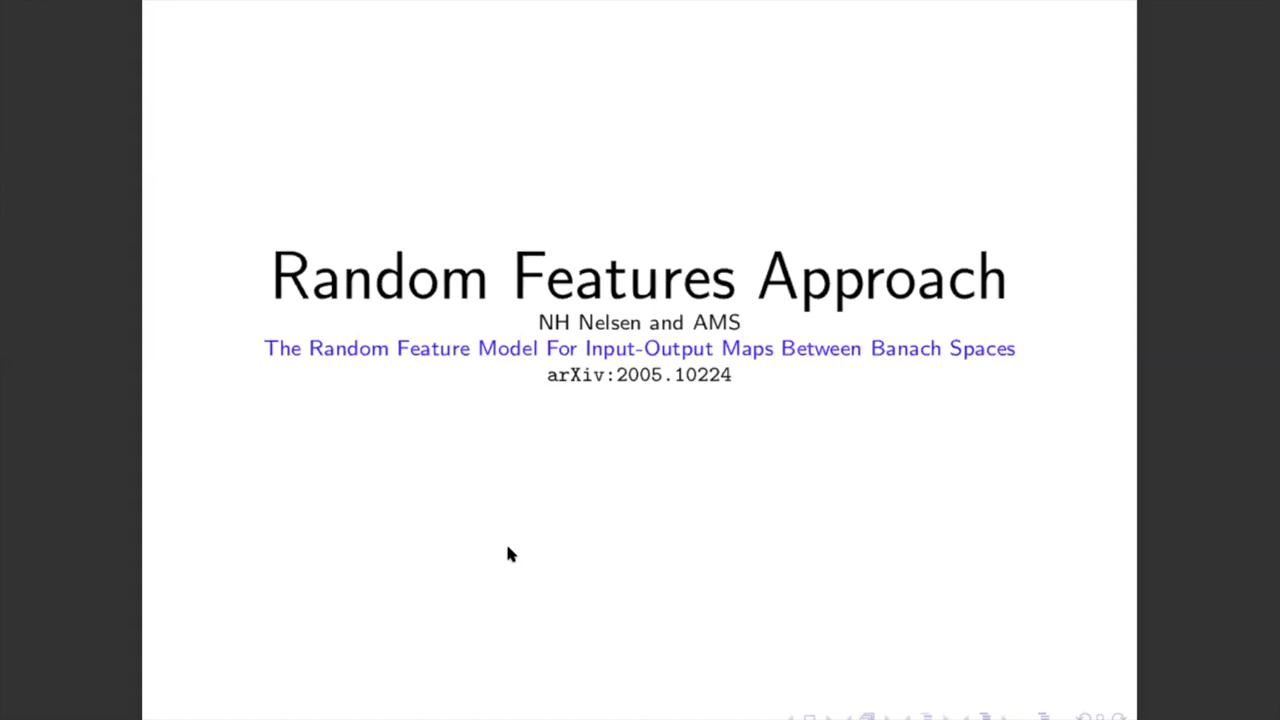 Random Features Approach
NH Nelsen and AMS
The Random Feature Model For Input-Output Maps Between Banach Spaces
arXiv:2005.10224